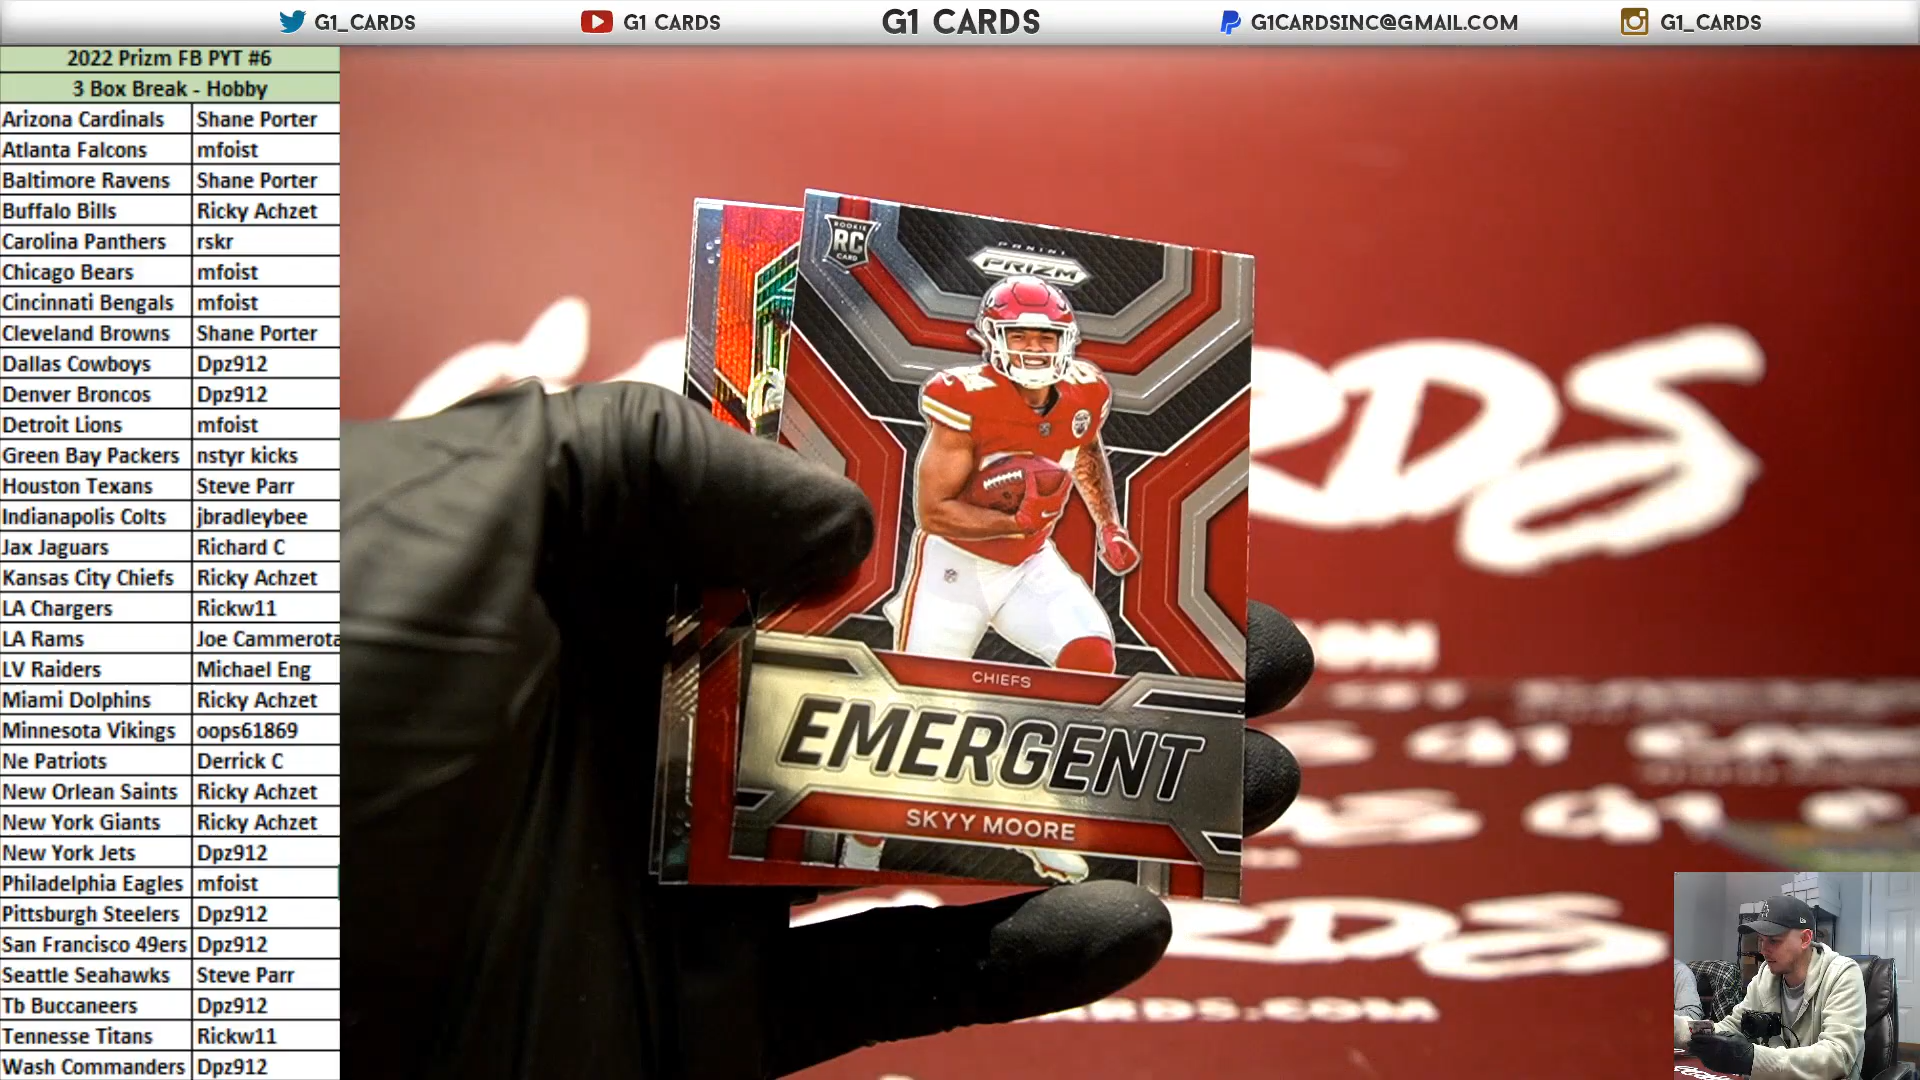 G1_CARDS G1 CARDS G1 CARDS G1CARDSINC@GMAIL.COM G1_CARDS
2022 Prizm FB PYT #6
3 Box Break - Hobby
Arizona Cardinals Shane Porter
Atlanta Falcons mfoist
Baltimore Ravens Shane Porter
Buffalo Bills Ricky Achzet
Carolina Panthers rskr
Chicago Bears mfoist
Cincinnati Bengals mfoist
Cleveland Browns Shane Porter
Dallas Cowboys Dpz912
Denver Broncos Dpz912
Detroit Lions mfoist
Green Bay Packers nstyr kicks
Houston Texans Steve Parr
Indianapolis Colts jbradleybee
Jax Jaguars Richard C
Kansas City Chiefs Ricky Achzet
LA Chargers Rickw11
LA Rams Joe Cammerota
LV Raiders Michael Eng
Miami Dolphins Ricky Achzet
Minnesota Vikings oops61869
Ne Patriots Derrick C
New Orlean Saints Ricky Achzet
New York Giants Ricky Achzet
New York Jets Dpz912
Philadelphia Eagles mfoist
Pittsburgh Steelers Dpz912
San Francisco 49ers Dpz912
Seattle Seahawks Steve Parr
Tb Buccaneers Dpz912
Tennesse Titans Rickw11
Wash Commanders Dpz912
ROOKIE
RC
CARD
PANINI
PRIZM
CHIEFS
EMERGENT
SKYY MOORE
RDS
RDS
CARDS.COM